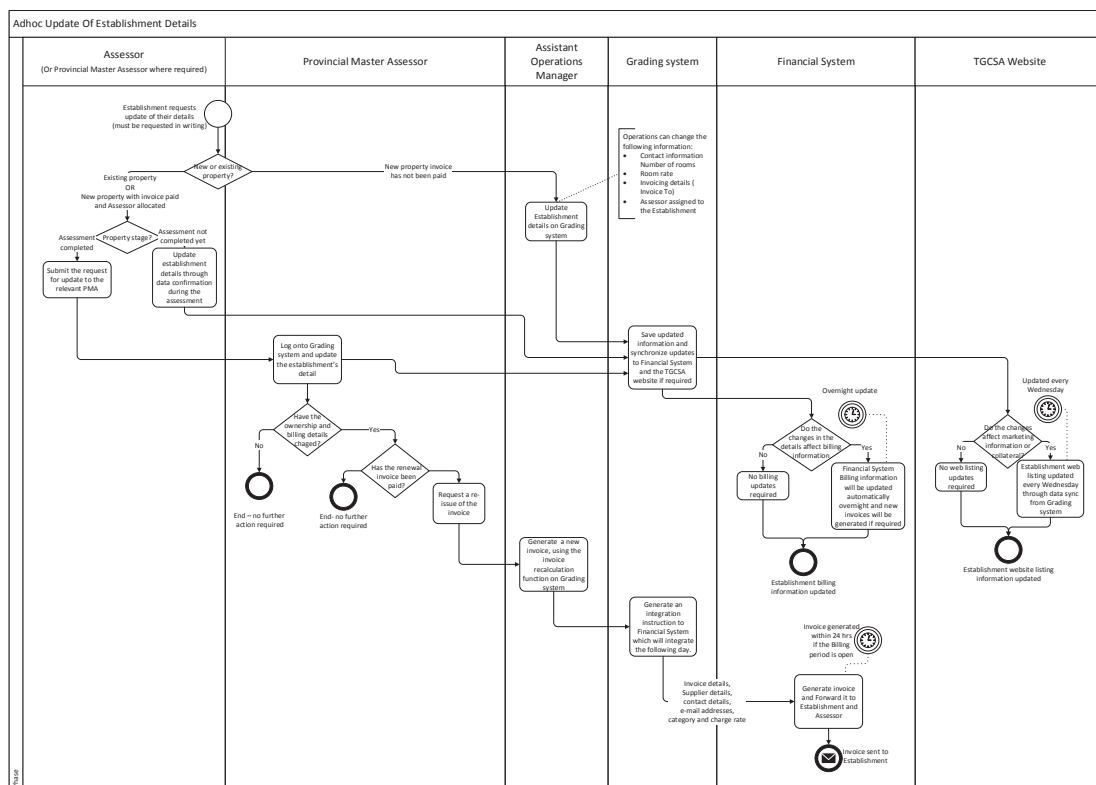 Adhoc Update Of Establishment Details
Assessor
(Or Provincial Master Assessor where required)
Provincial Master Assessor
Assistant
Operations
Manager
Grading system
Financial System
TGCSA Website
Establishment requests
update of their details
(must be requested in writing)
New or existing
property?
New property invoice
has not been paid
Operations can change the
following information:
• Contact information
Number of rooms
• Room rate
• Invoicing details (
Invoice To)
• Assessor assigned to
the Establishment
Existing property
OR
New property with invoice paid
and Assessor allocated
Update
Establishment
details on Grading
system
Property stage?
Assessment
completed
Assessment not
completed yet
Submit the request
for update to the
relevant PMA
Update
establishment
details through
data confirmation
during the
assessment
Log onto Grading
system and update
the establishment's
detail
Save updated
information and
synchronize updates
to Financial System
and the TGCSA
website if required
Overnight update
Updated every
Wednesday
Have the
ownership and
billing details
chaged?
No
Yes
Do the
changes in the
details affect billing
information
No
Yes
Do the changes
affect marketing
information or
collateral?
No
Yes
Has the renewal
invoice been
paid?
Request a re-
issue of the
invoice
No billing
updates
required
Financial System
Billing information
will be updated
automatically
overnight and new
invoices will be
generated if required
No web listing
updates
required
Establishment web
listing updated
every Wednesday
through data sync
from Grading
system
End – no further
action required
End- no further
action required
Generate a new
invoice, using the
invoice
recalculation
function on Grading
system
Establishment billing
information updated
Establishment website listing
information updated
Generate an
integration
instruction to
Financial System
which will integrate
the following day.
Invoice generated
within 24 hrs
if the Billing
period is open
Invoice details,
Supplier details,
contact details,
e-mail addresses,
category and charge rate
Generate invoice
and Forward it to
Establishment and
Assessor
Invoice sent to
Establishment
Phase